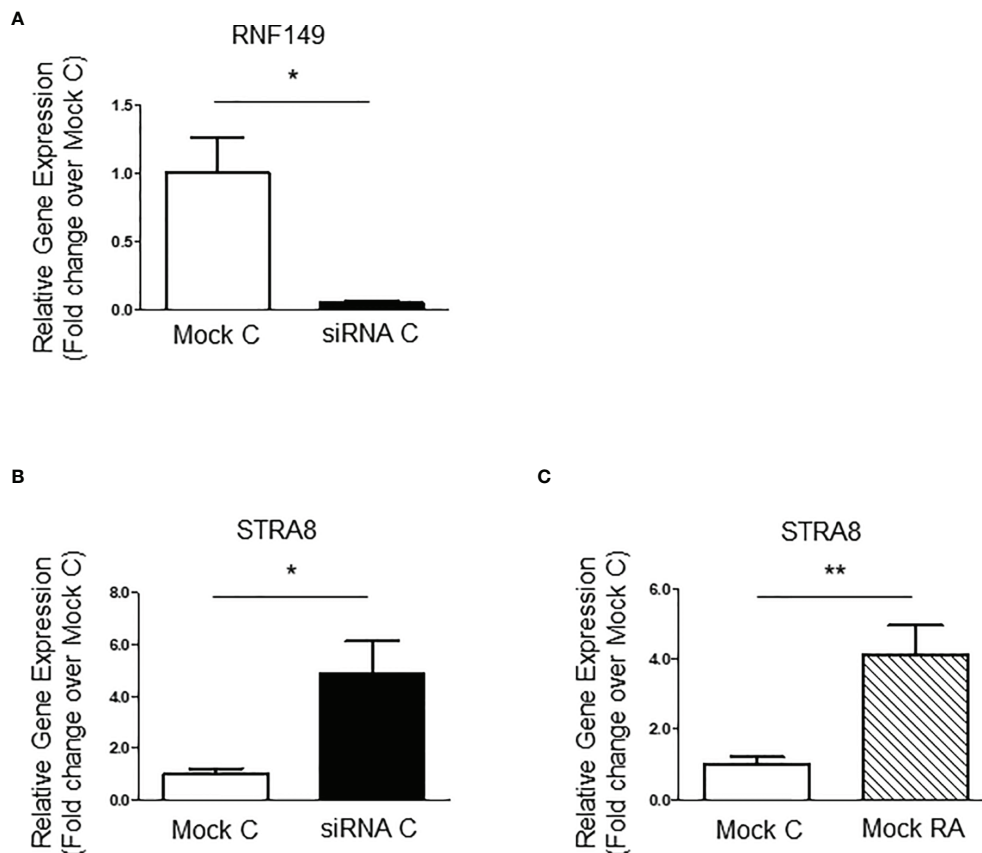 A
RNF149
*
Relative Gene Expression
(Fold change over Mock C)
1.5
1.0
0.5
0.0
Mock C
siRNA C
B
STRA8
*
Relative Gene Expression
(Fold change over Mock C)
8.0
6.0
4.0
2.0
0.0
Mock C
siRNA C
C
STRA8
**
Relative Gene Expression
(Fold change over Mock C)
6.0
4.0
2.0
0.0
Mock C
Mock RA